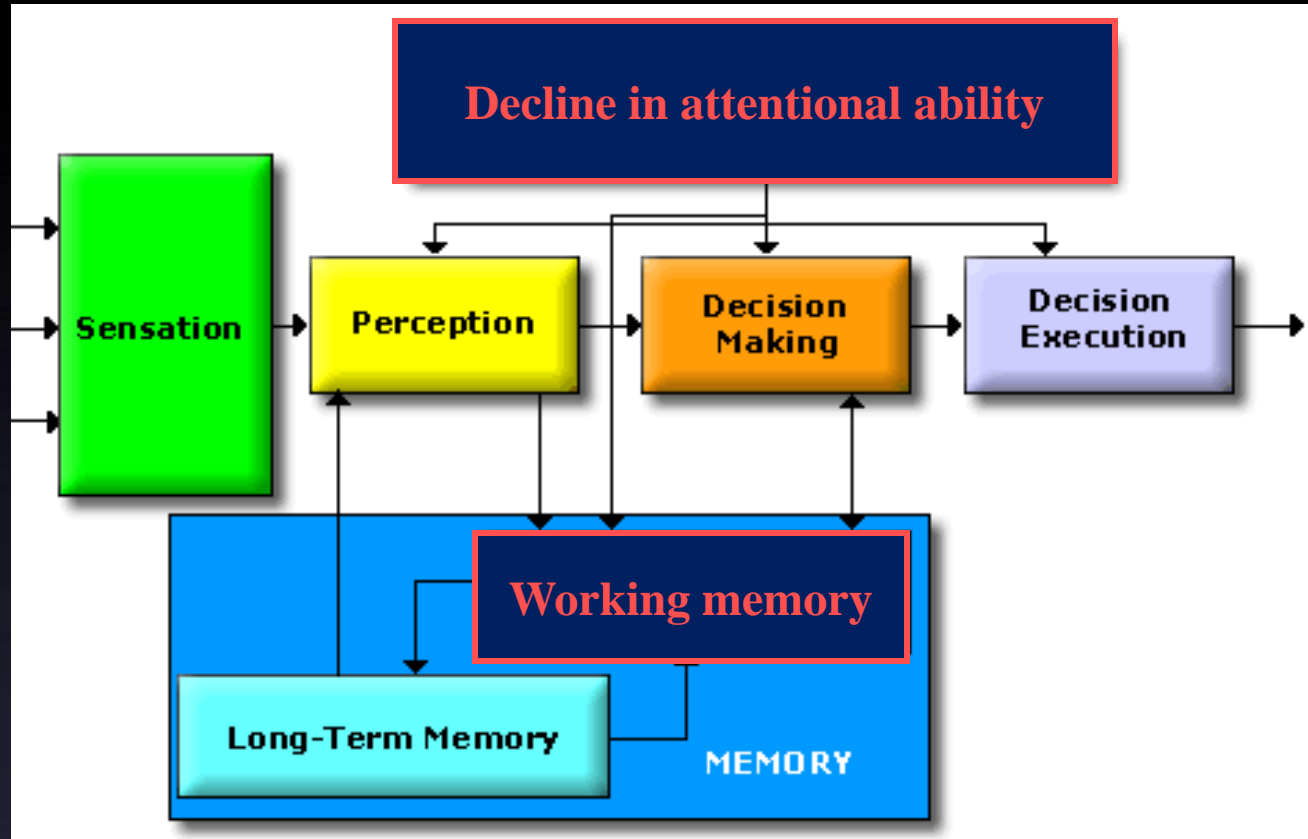 Decline in attentional ability
Sensation
Perception
Decision
Making
Decision
Execution
Working memory
Long-Term Memory
MEMORY